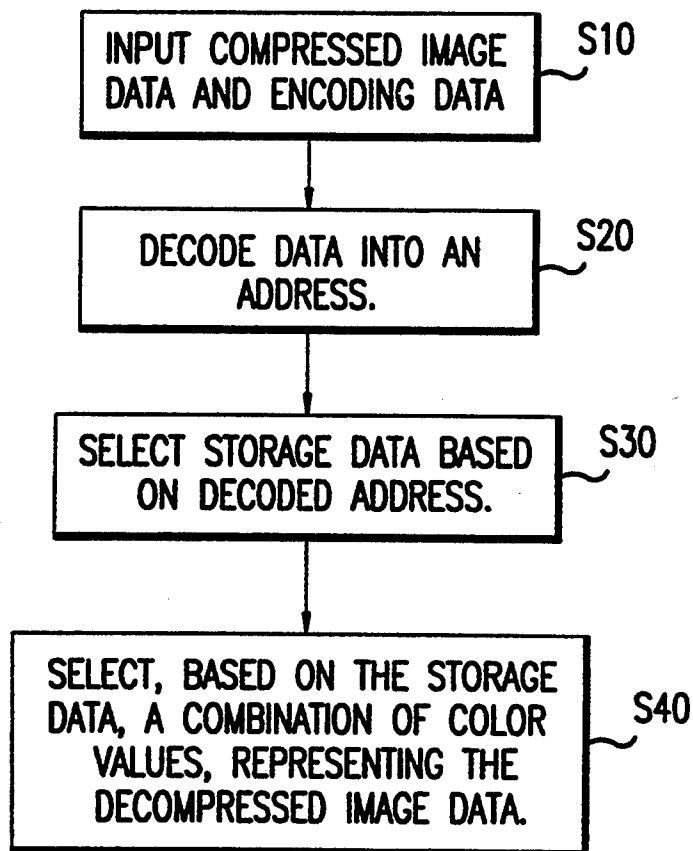 INPUT COMPRESSED IMAGE
DATA AND ENCODING DATA
S10
DECODE DATA INTO AN
ADDRESS.
S20
SELECT STORAGE DATA BASED
ON DECODED ADDRESS.
S30
SELECT, BASED ON THE STORAGE
DATA, A COMBINATION OF COLOR
VALUES, REPRESENTING THE
DECOMPRESSED IMAGE DATA.
S40